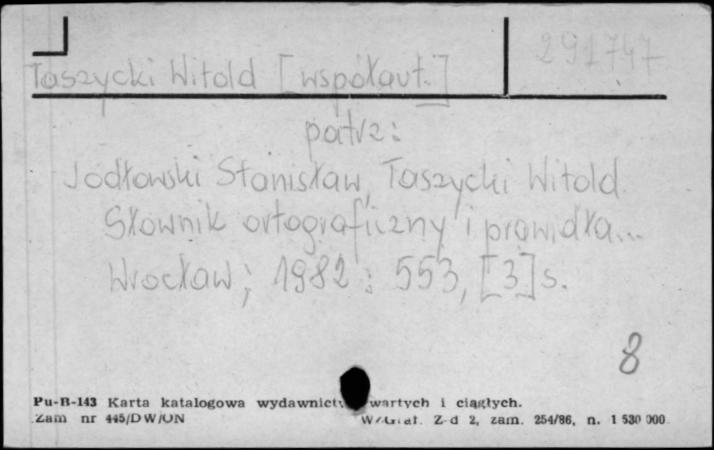 291747
Taszycki Witold [współaut.]
patrz:
Jodłowski Stanisław, Taszycki Witold
Słownik ortograficzny i prawidła...
Wrocław; 1982: 553, [3] s.
8
Pu-B-143 Karta katalogowa wydawnictw zwartych i ciągłych.
Zam nr 445/DW/ON Z-d 2, zam. 254/86, n. 1 530 000